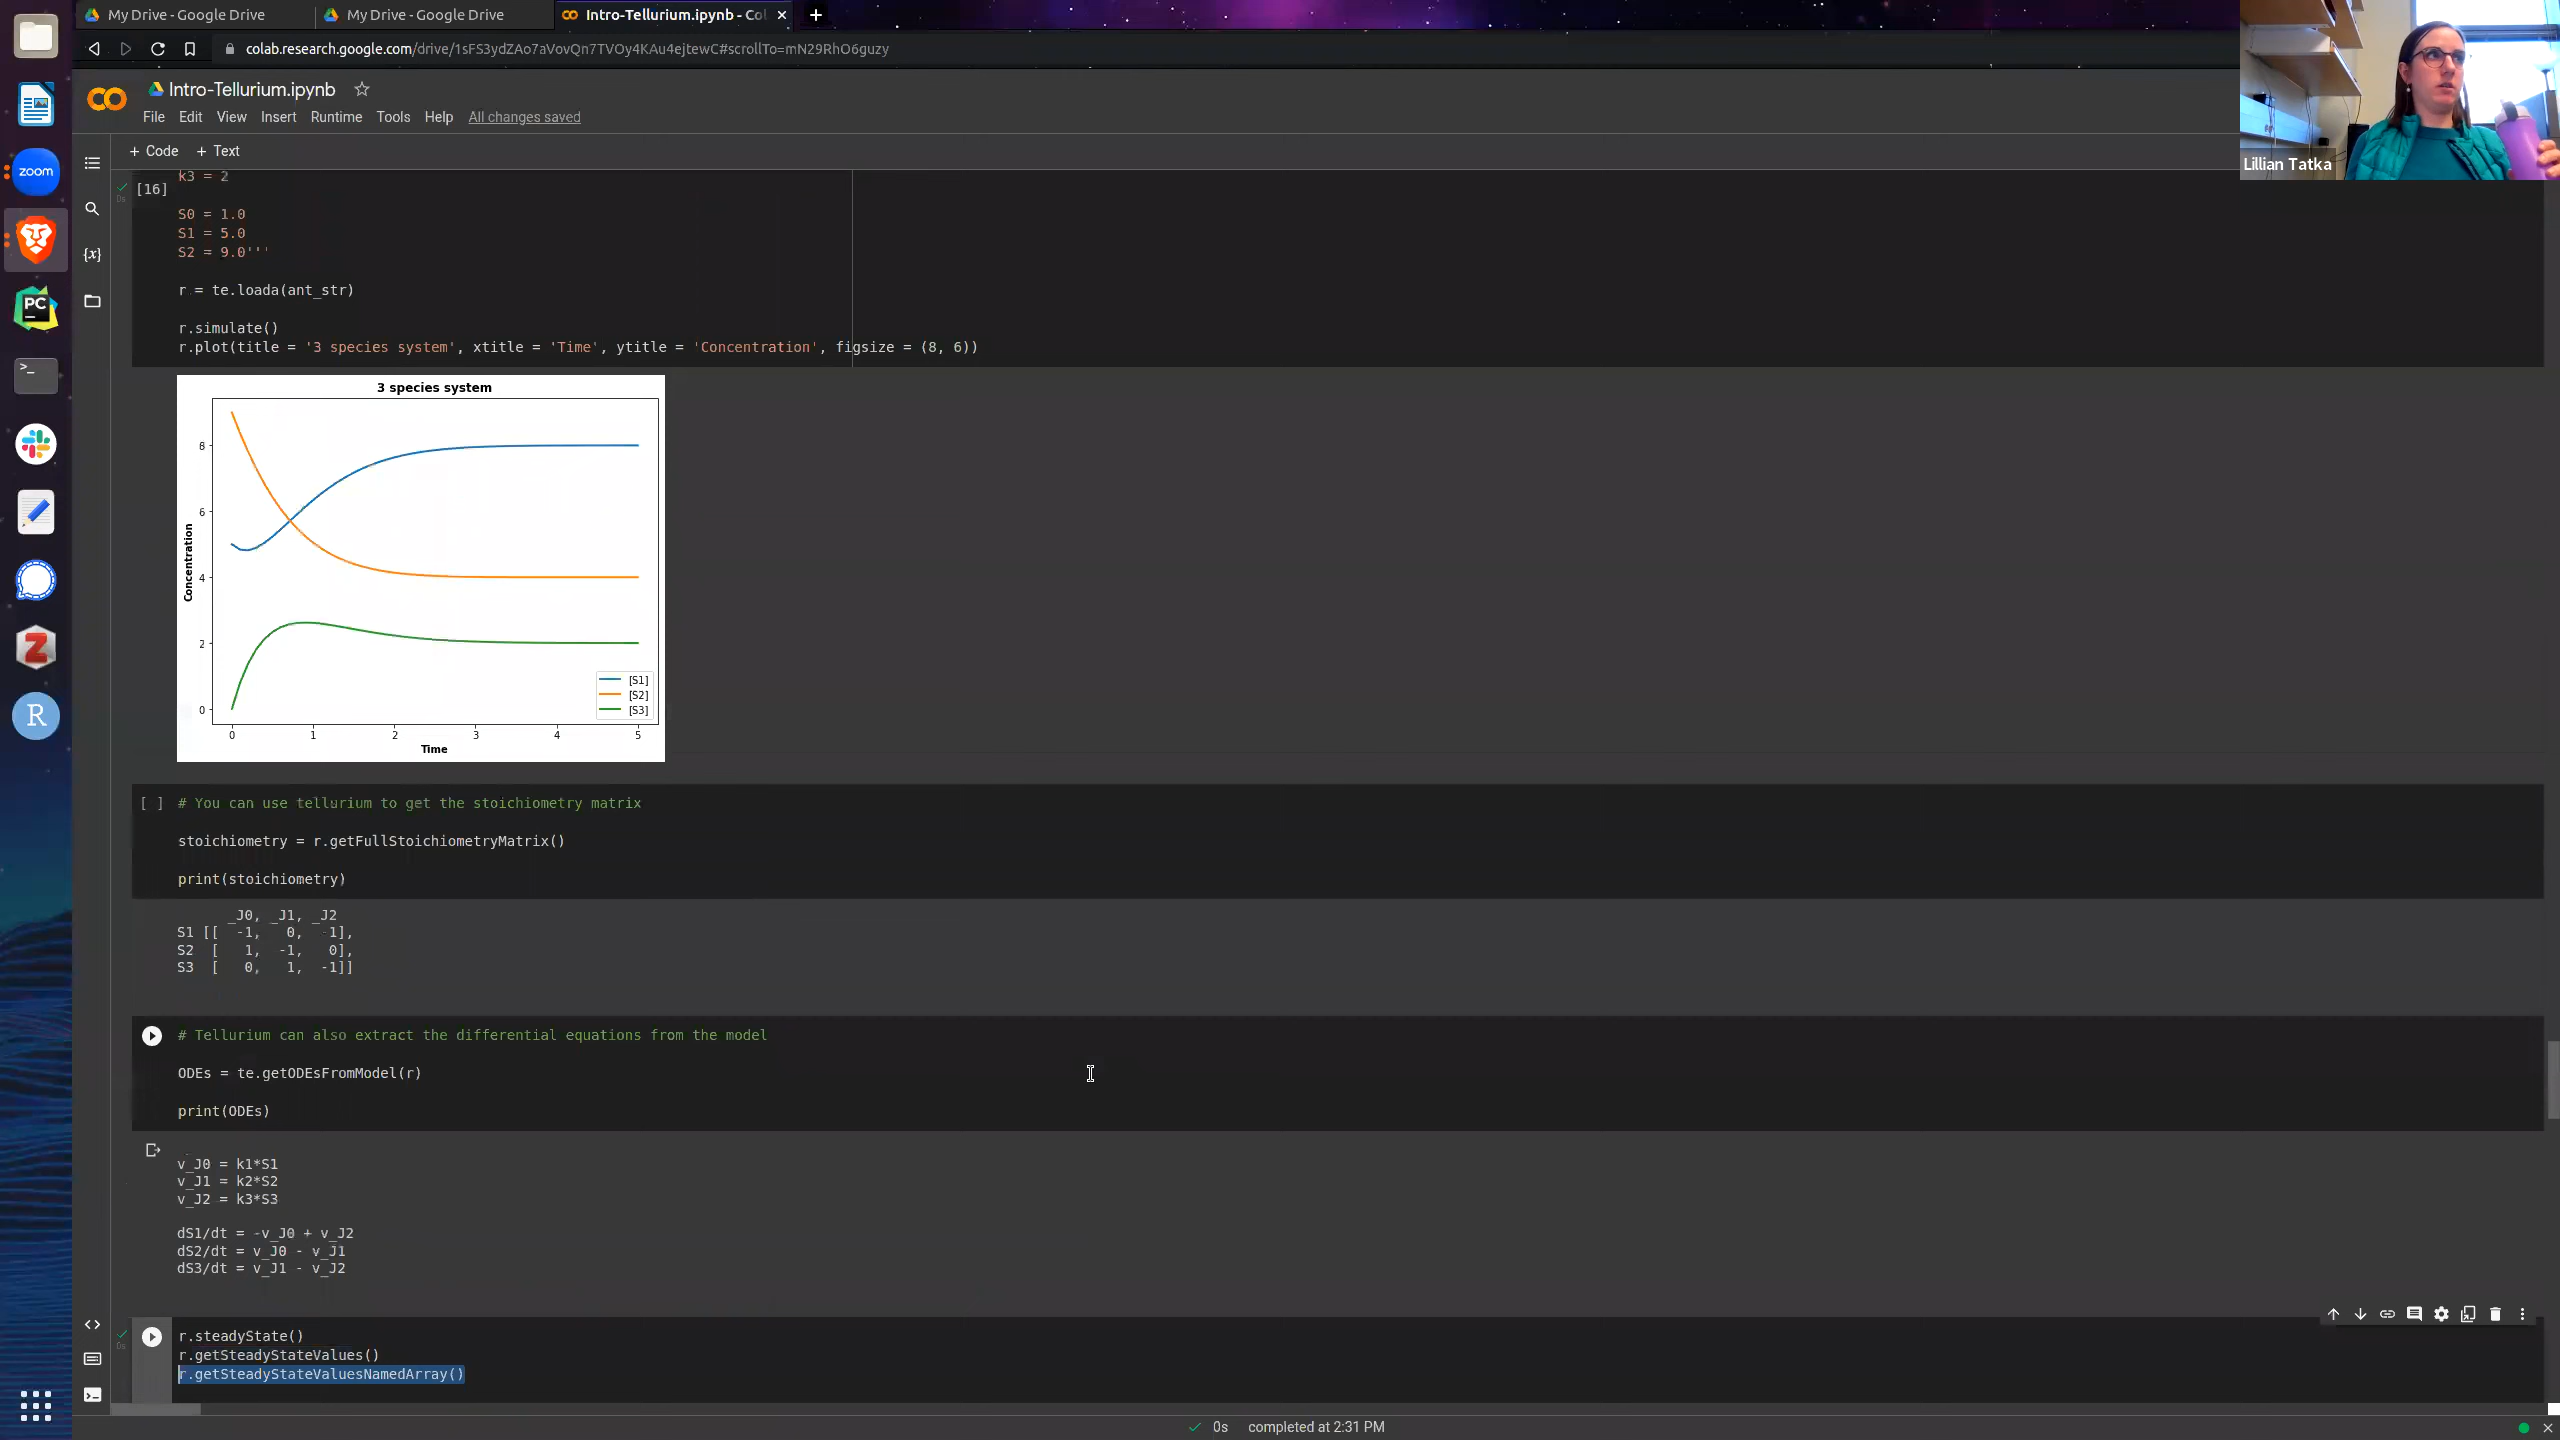 My Drive - Google Drive
My Drive - Google Drive
Intro-Tellurium.ipynb - Co
colab.research.google.com/drive/1sFS3ydZAo7aVovQn7TVOy4KAu4ejtewC#scrollTo=mN29RhO6guzy
Intro-Tellurium.ipynb
File Edit View Insert Runtime Tools Help All changes saved
+ Code + Text
Lillian Tatka
zoom
PC
>_
Z
R
{x}
[16]
0s
k3 = 2
S0 = 1.0
S1 = 5.0
S2 = 9.0'''
r = te.loada(ant_str)
r.simulate()
r.plot(title = '3 species system', xtitle = 'Time', ytitle = 'Concentration', figsize = (8, 6))
3 species system
8
6
4
2
0
Concentration
[S1]
[S2]
[S3]
0 1 2 3 4 5
Time
[ ] # You can use tellurium to get the stoichiometry matrix
stoichiometry = r.getFullStoichiometryMatrix()
print(stoichiometry)
_J0, _J1, _J2
S1 [[ -1, 0, 1],
S2 [ 1, -1, 0],
S3 [ 0, 1, -1]]
# Tellurium can also extract the differential equations from the model
ODEs = te.getODEsFromModel(r)
print(ODEs)
v_J0 = k1*S1
v_J1 = k2*S2
v_J2 = k3*S3
dS1/dt = -v_J0 + v_J2
dS2/dt = v_J0 - v_J1
dS3/dt = v_J1 - v_J2
0s
r.steadyState()
r.getSteadyStateValues()
r.getSteadyStateValuesNamedArray()
0s completed at 2:31 PM